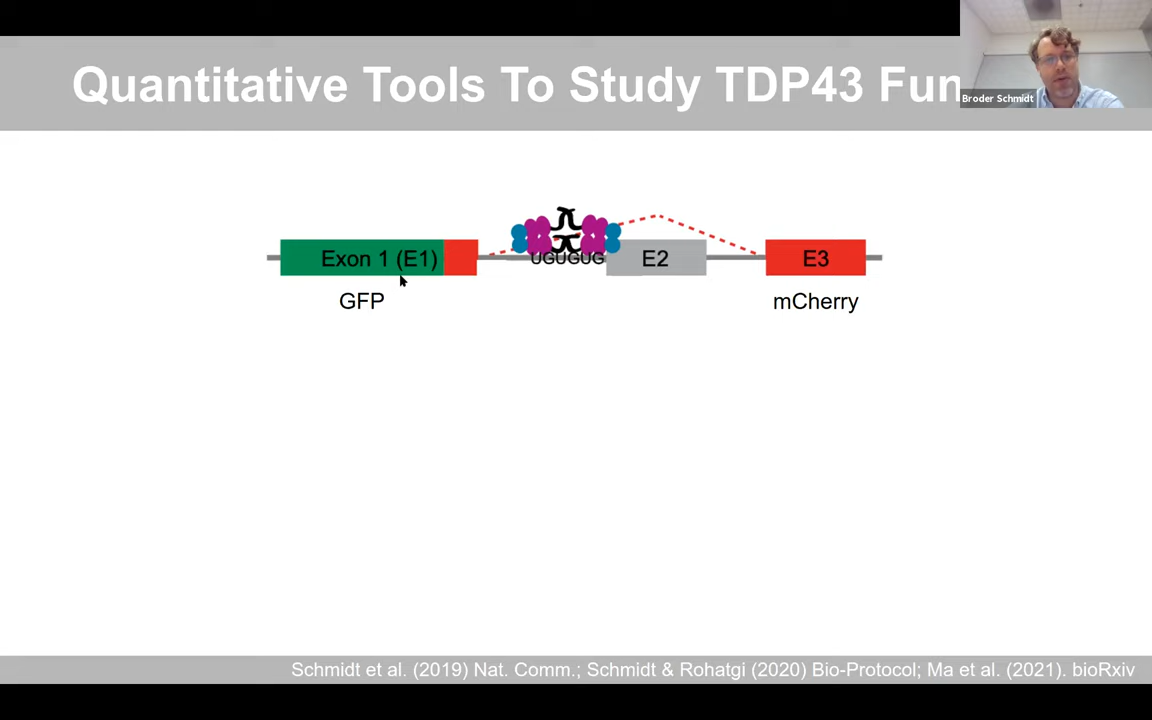 Quantitative Tools To Study TDP43 Fun
Broder Schmidt
Exon 1 (E1)
UGUGUG
E2
E3
GFP
mCherry
Schmidt et al. (2019) Nat. Comm.; Schmidt & Rohatgi (2020) Bio-Protocol; Ma et al. (2021). bioRxiv